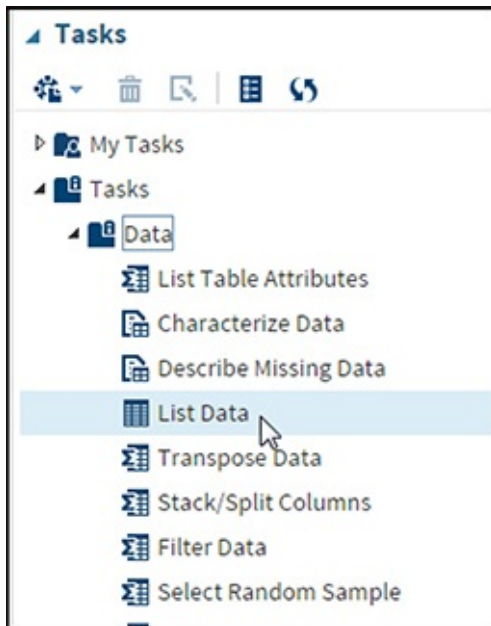 Tasks
My Tasks
Tasks
Data
List Table Attributes
Characterize Data
Describe Missing Data
List Data
Transpose Data
Stack/Split Columns
Filter Data
Select Random Sample